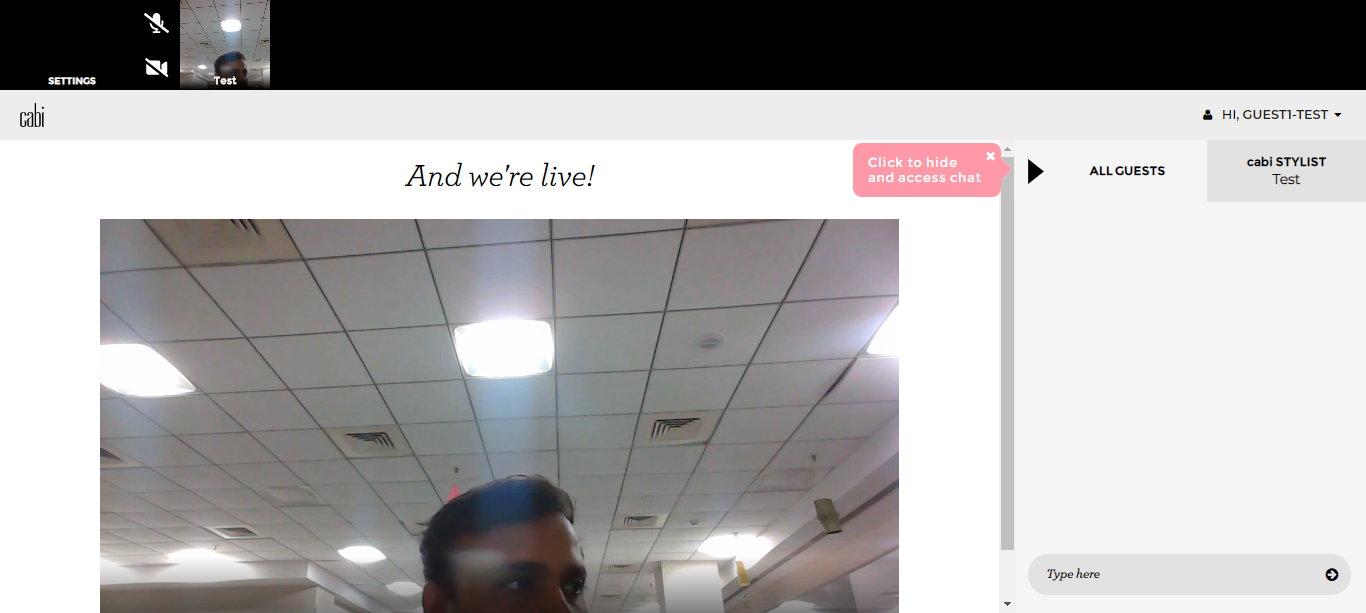 SETTINGS
Test
cabi
HI, GUEST1-TEST
And we're live!
Click to hide
and access chat
ALL GUESTS
cabi STYLIST
Test
Type here